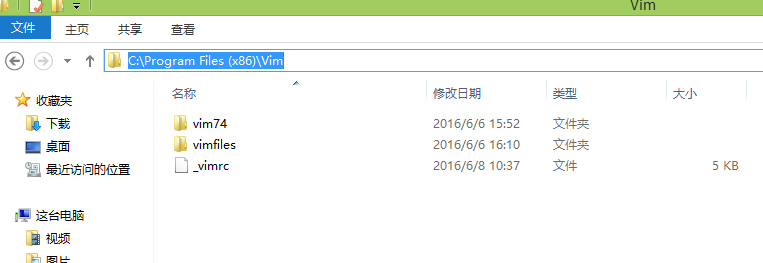 Vim
文件 主页 共享 查看
C:\Program Files (x86)\Vim
名称 修改日期 类型 大小
收藏夹
下载
桌面
最近访问的位置
vim74 2016/6/6 15:52 文件夹
vimfiles 2016/6/6 16:10 文件夹
_vimrc 2016/6/8 10:37 文件 5 KB
这台电脑
视频
图片